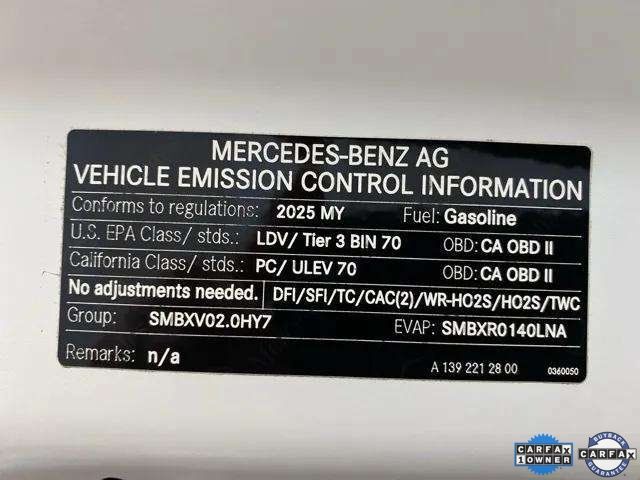 MERCEDES-BENZ AG
VEHICLE EMISSION CONTROL INFORMATION
Conforms to regulations: 2025 MY Fuel: Gasoline
U.S. EPA Class/ stds.: LDV/ Tier 3 BIN 70 OBD: CA OBD II
California Class/ stds.: PC/ ULEV 70 OBD: CA OBD II
No adjustments needed. DFI/SFI/TC/CAC(2)/WR-HO2S/HO2S/TWC
Group: SMBXV02.0HY7 EVAP: SMBXR0140LNA
Remarks: n/a A 139 221 28 00 0360050
CARFAX 1 OWNER
BUYBACK CARFAX GUARANTEE